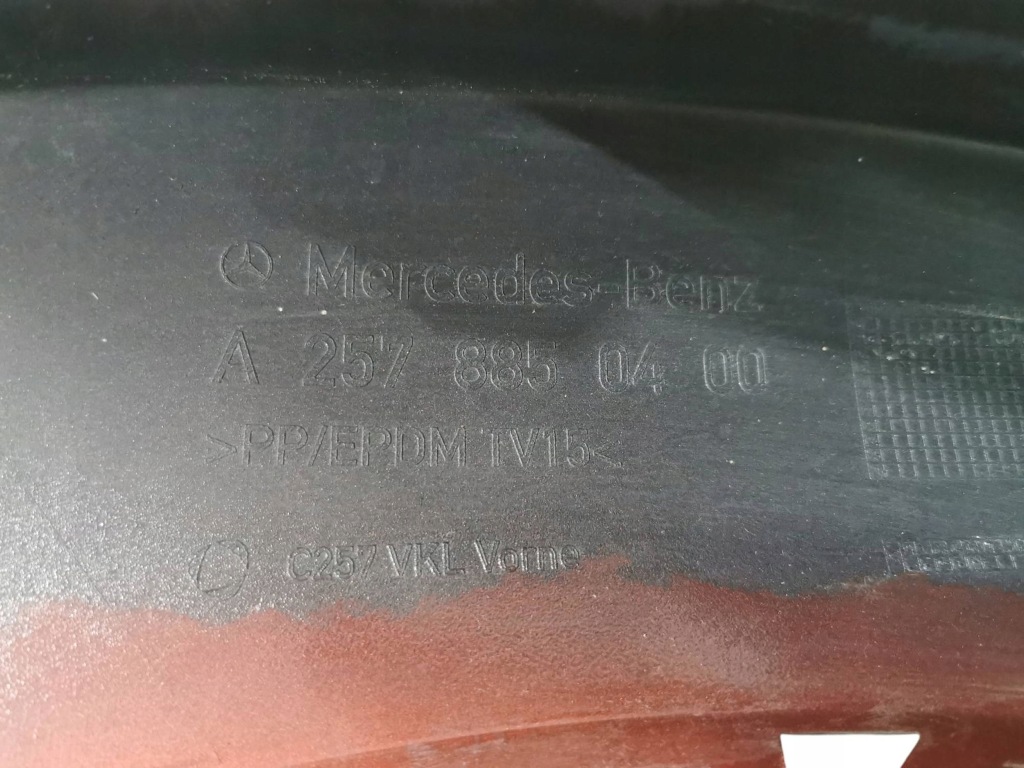 Mercedes-Benz
A 257 885 04 00
>PP/EPDM TV15<
C257 VKL Vorne